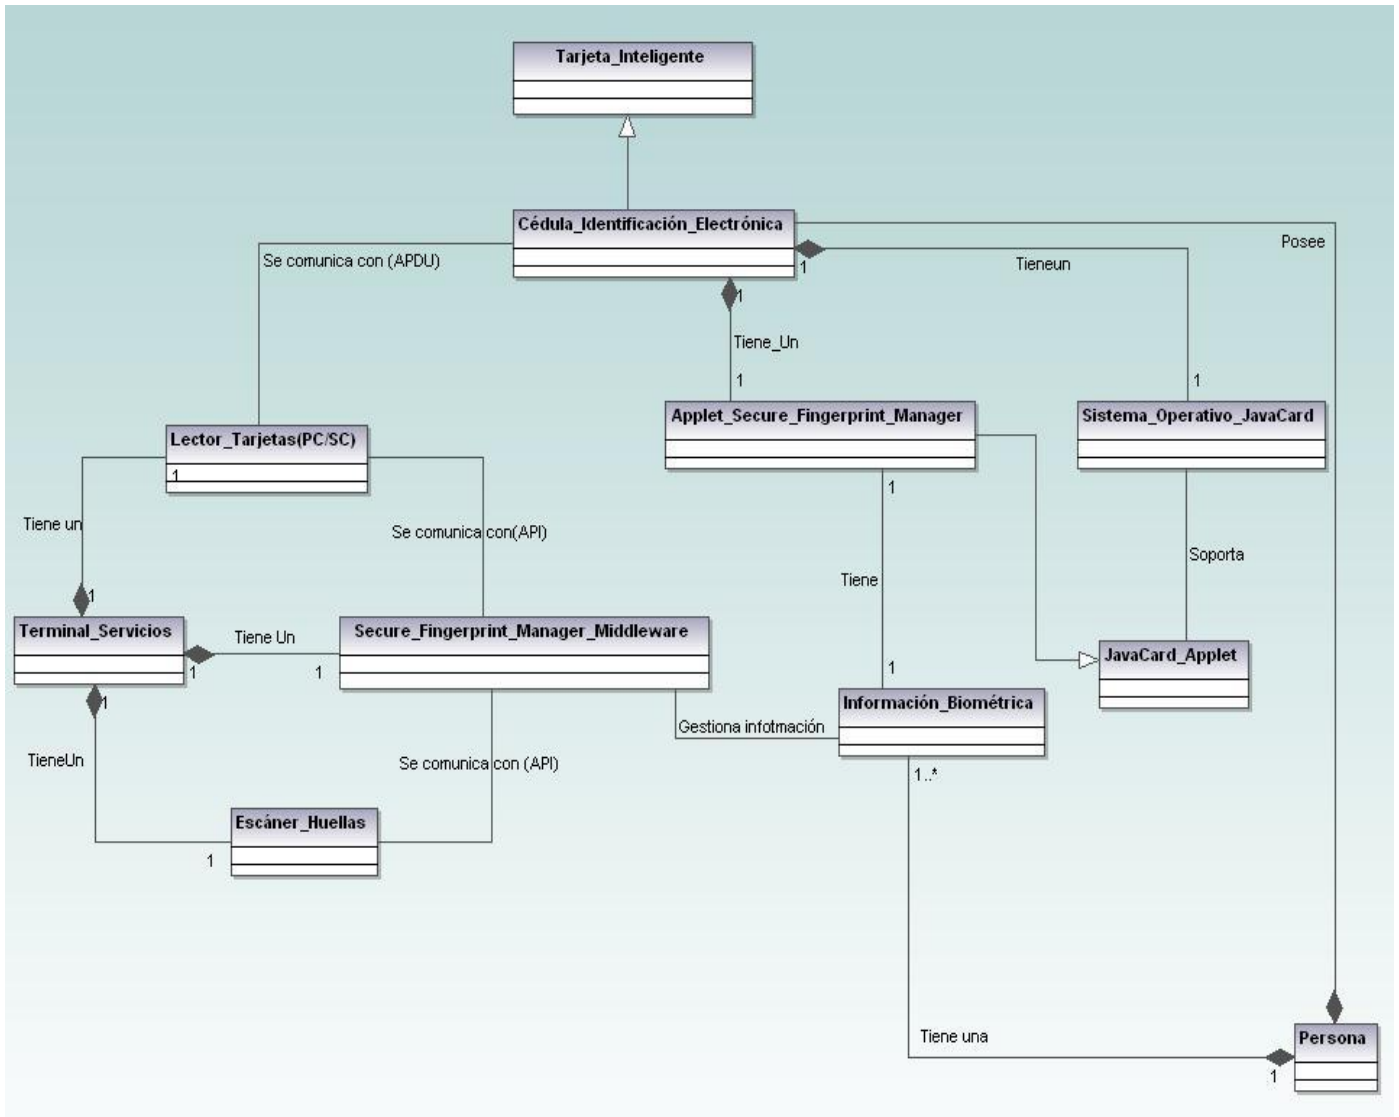 Tarjeta_Inteligente
Cédula_Identificación_Electrónica
Posee
Se comunica con (APDU)
1
Tieneun
1
Tiene_Un
1
1
Applet_Secure_Fingerprint_Manager
Sistema_Operativo_JavaCard
Lector_Tarjetas(PC/SC)
1
1
Tiene un
Se comunica con(API)
Soporta
Tiene
1
Terminal_Servicios
Tiene Un
Secure_Fingerprint_Manager_Middleware
JavaCard_Applet
1
1
1
1
Información_Biométrica
Gestiona infotmación
TieneUn
Se comunica con (API)
1..*
Escáner_Huellas
1
Tiene una
Persona
1